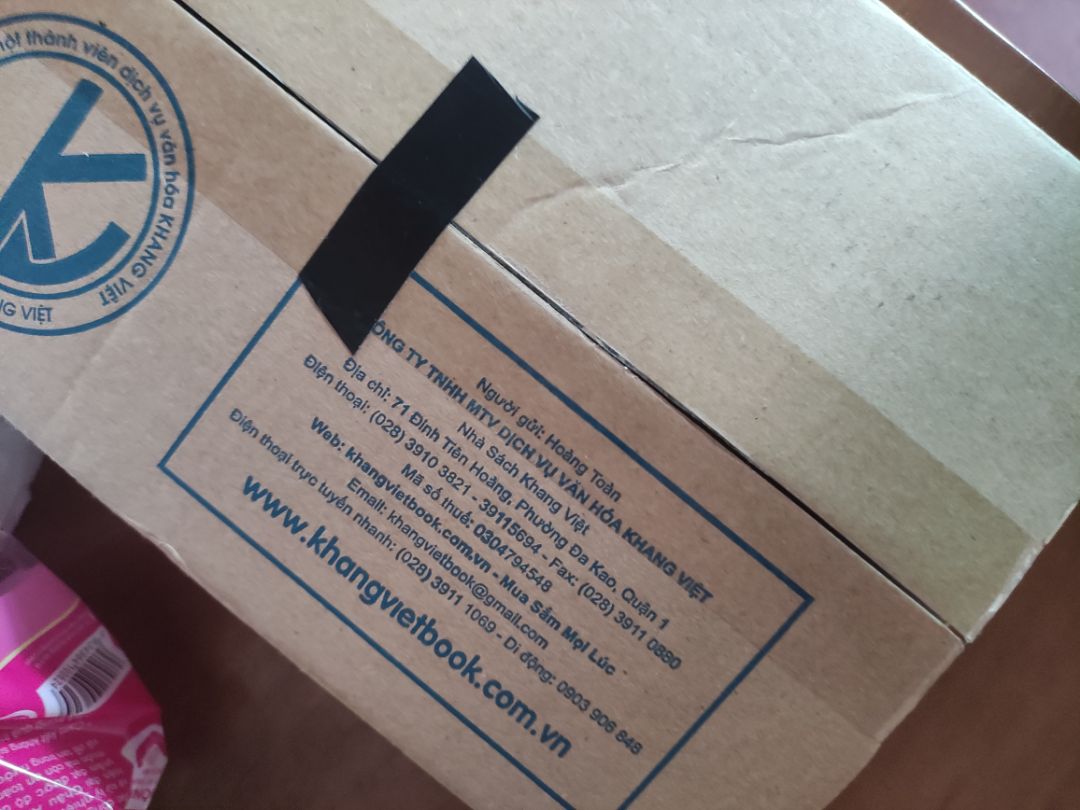 một thành viên dịch vụ văn hóa KHANG VIỆT
VIỆT
Người gửi: Hoàng Toàn
CÔNG TY TNHH MTV DỊCH VỤ VĂN HÓA KHANG VIỆT
Nhà Sách Khang Việt
Địa chỉ: 71 Đinh Tiên Hoàng, Phường Đa Kao, Quận 1
Điện thoại: (028) 3910 3821 - 39115694 - Fax: (028) 3911 0880
Mã số thuế: 0304794548
Web: khangvietbook.com.vn - Mua Sắm Mọi Lúc -
Email: khangvietbook@gmail.com
Điện thoại trực tuyến nhanh: (028) 3911 1069 - Di động: 0903 906 848
www.khangvietbook.com.vn